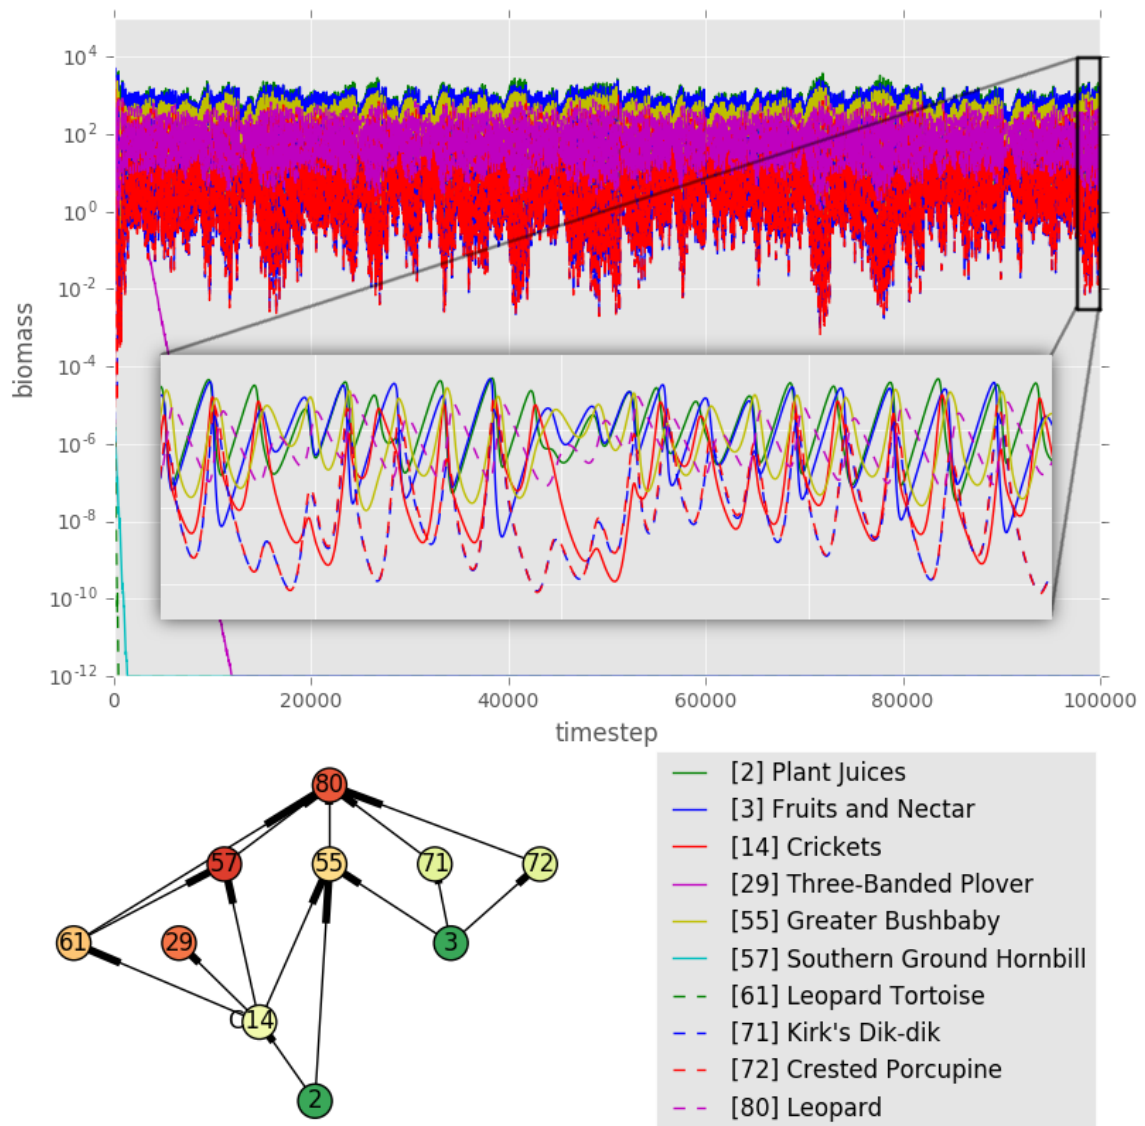 10^4
10^2
10^0
10^-2
10^-4
10^-6
10^-8
10^-10
10^-12
biomass
0 20000 40000 60000 80000 100000
timestep
80
57 55 71 72
61 29 3
14
2
[2] Plant Juices
[3] Fruits and Nectar
[14] Crickets
[29] Three-Banded Plover
[55] Greater Bushbaby
[57] Southern Ground Hornbill
[61] Leopard Tortoise
[71] Kirk's Dik-dik
[72] Crested Porcupine
[80] Leopard